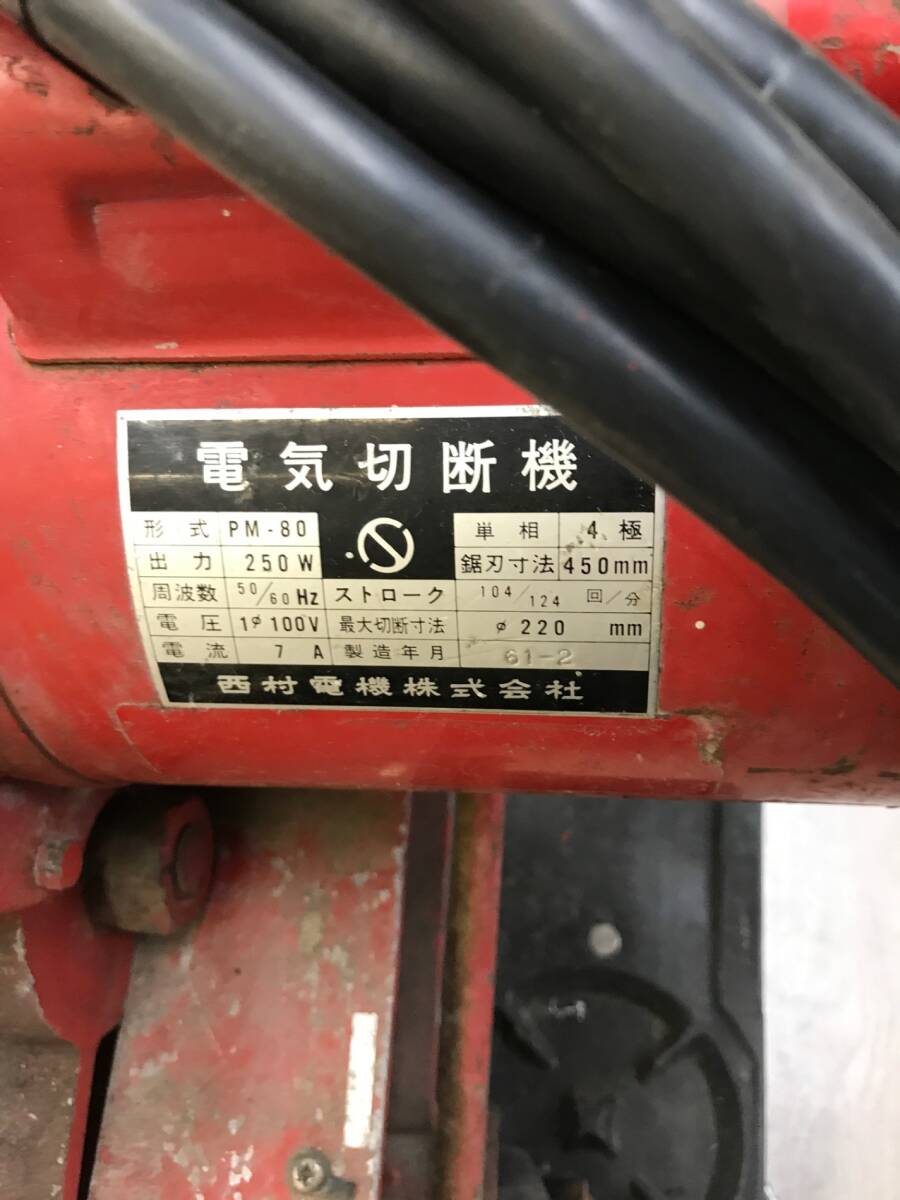 電気切断機
形式 PM-80 単相 4 極
出力 250W 鋸刃寸法 450mm
周波数 50/60Hz ストローク 104/124 回/分
電圧 1φ 100V 最大切断寸法 φ 220 mm
電流 7 A 製造年月 61-2
西村電機株式会社